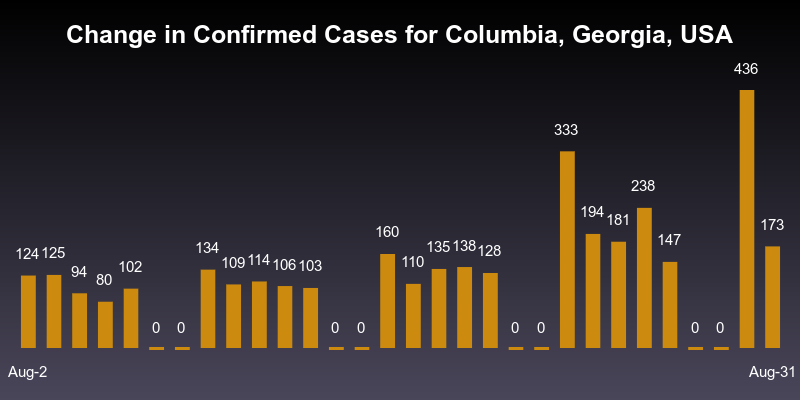 Change in Confirmed Cases for Columbia, Georgia, USA
124 125 94 80 102 0 0 134 109 114 106 103 0 0 160 110 135 138 128 0 0 333 194 181 238 147 0 0 436 173
Aug-2 Aug-31